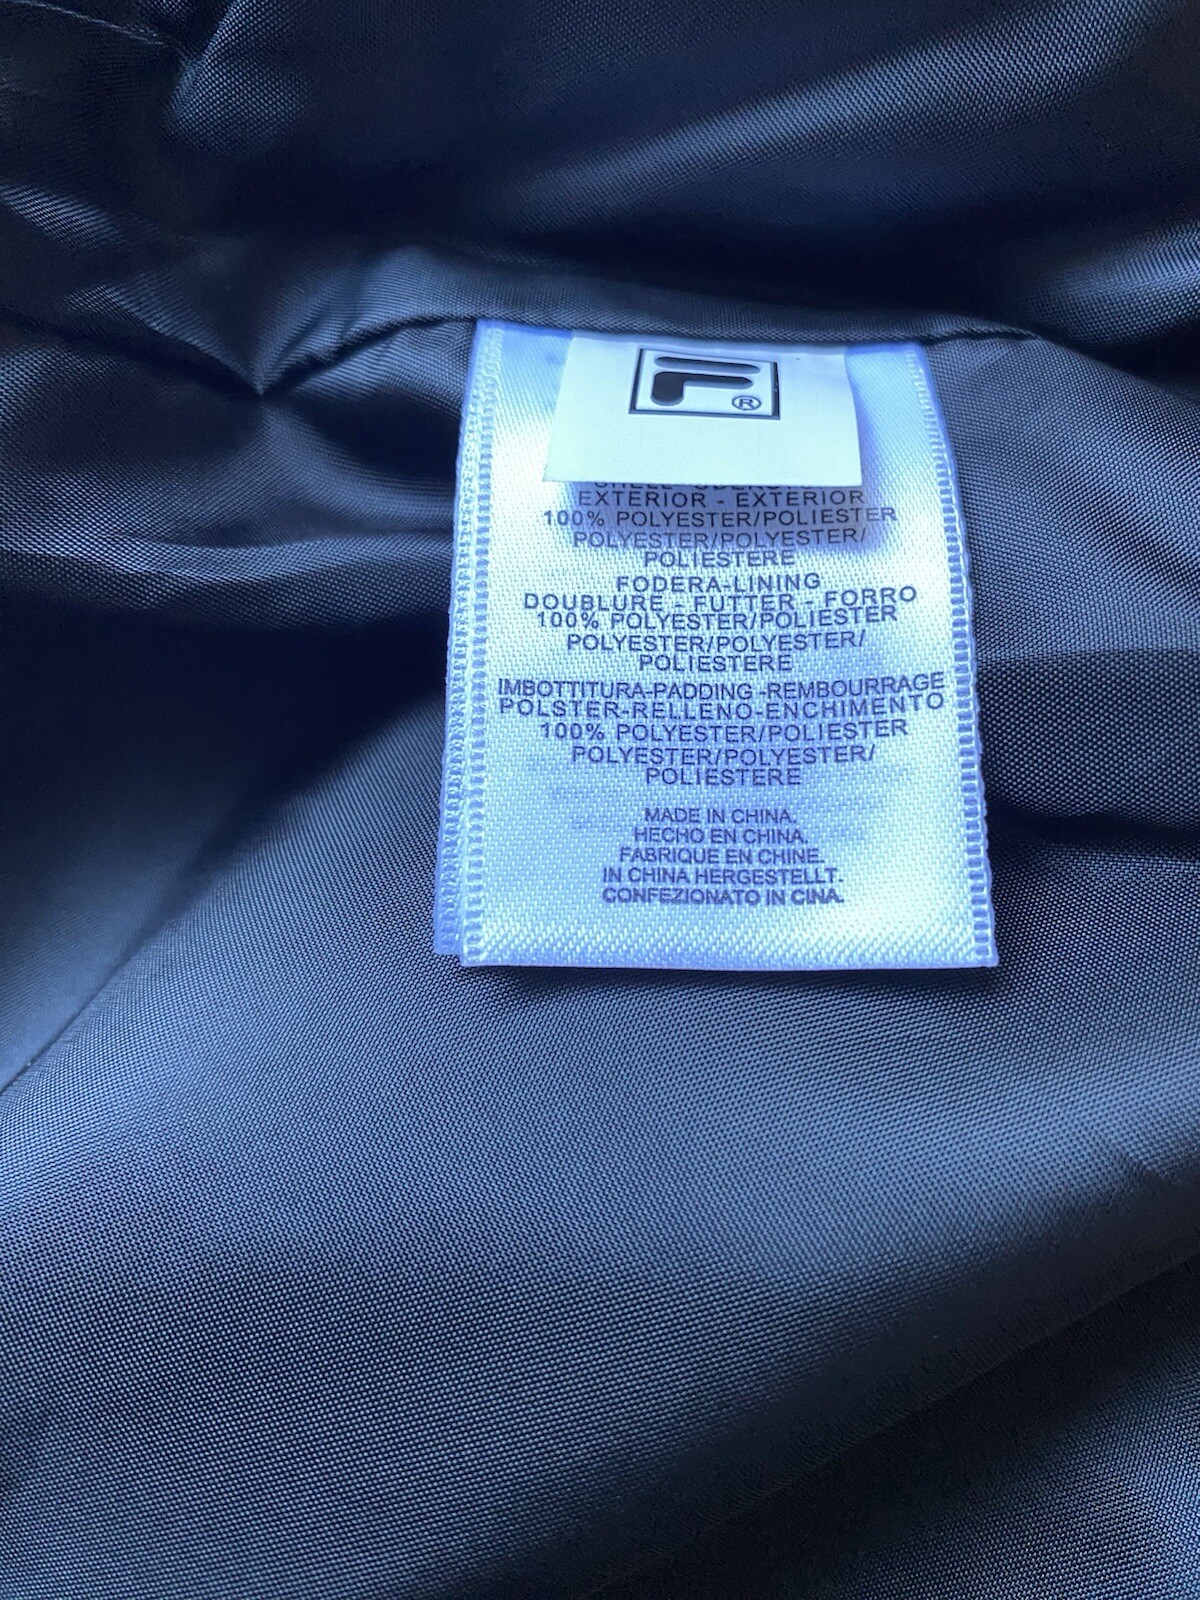 F ®
EXTERIOR - EXTERIOR
100% POLYESTER/POLIESTER
POLYESTER/POLYESTER/
POLIESTERE
FODERA-LINING
DOUBLURE - FUTTER - FORRO
100% POLYESTER/POLIESTER
POLYESTER/POLYESTER/
POLIESTERE
IMBOTTITURA-PADDING -REMBOURRAGE
POLSTER-RELLENO-ENCHIMENTO
100% POLYESTER/POLIESTER
POLYESTER/POLYESTER/
POLIESTERE
MADE IN CHINA.
HECHO EN CHINA.
FABRIQUE EN CHINE.
IN CHINA HERGESTELLT.
CONFEZIONATO IN CINA.